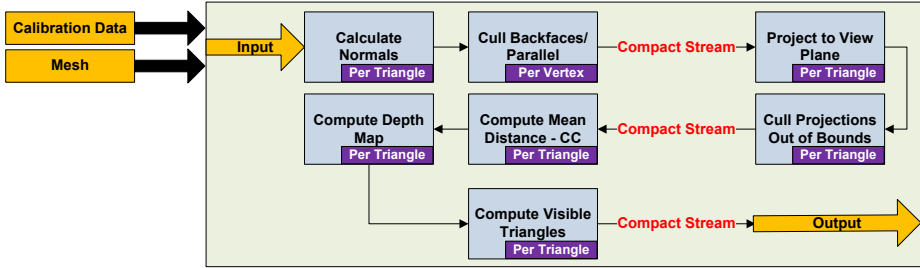 Calibration Data
Mesh
Input
Calculate
Normals
Per Triangle
Cull Backfaces/
Parallel
Per Vertex
Compact Stream
Project to View
Plane
Per Triangle
Compute Depth
Map
Per Triangle
Compute Mean
Distance - CC
Per Triangle
Compact Stream
Cull Projections
Out of Bounds
Per Triangle
Compute Visible
Triangles
Per Triangle
Compact Stream
Output